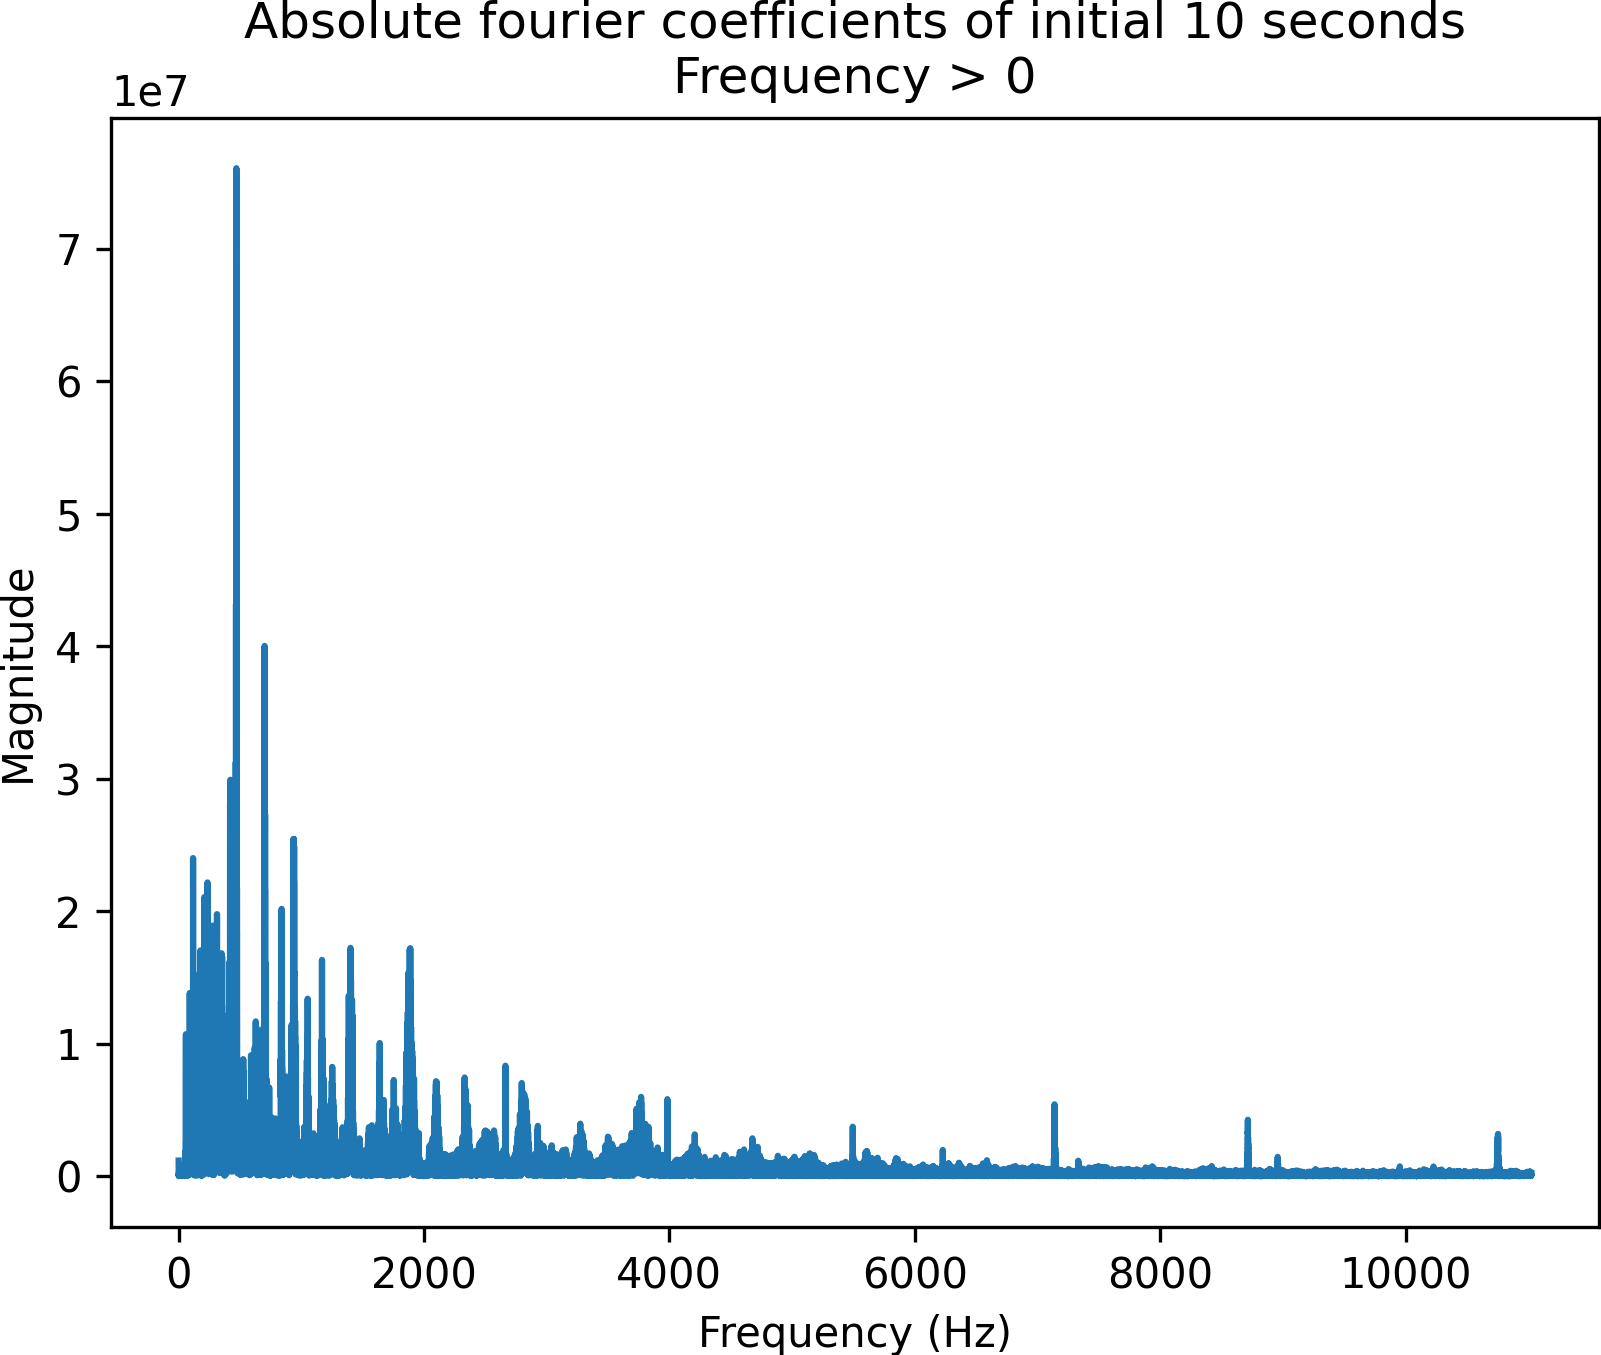 Absolute fourier coefficients of initial 10 seconds
Frequency > 0
1e7
7
6
5
4
3
2
1
0
Magnitude
0 2000 4000 6000 8000 10000
Frequency (Hz)